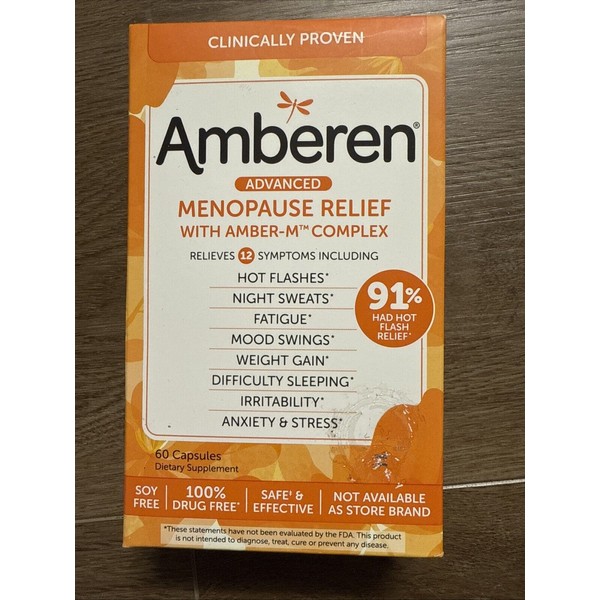 CLINICALLY PROVEN
Amberen®
ADVANCED
MENOPAUSE RELIEF
WITH AMBER-M™ COMPLEX
RELIEVES 12 SYMPTOMS INCLUDING
HOT FLASHES*
NIGHT SWEATS*
FATIGUE*
MOOD SWINGS*
WEIGHT GAIN*
DIFFICULTY SLEEPING*
IRRITABILITY*
ANXIETY & STRESS*
91%
HAD HOT
FLASH
RELIEF*
60 Capsules
Dietary Supplement
SOY
FREE
100%
DRUG FREE*
SAFE† &
EFFECTIVE
NOT AVAILABLE
AS STORE BRAND
*These statements have not been evaluated by the FDA. This product
is not intended to diagnose, treat, cure or prevent any disease.